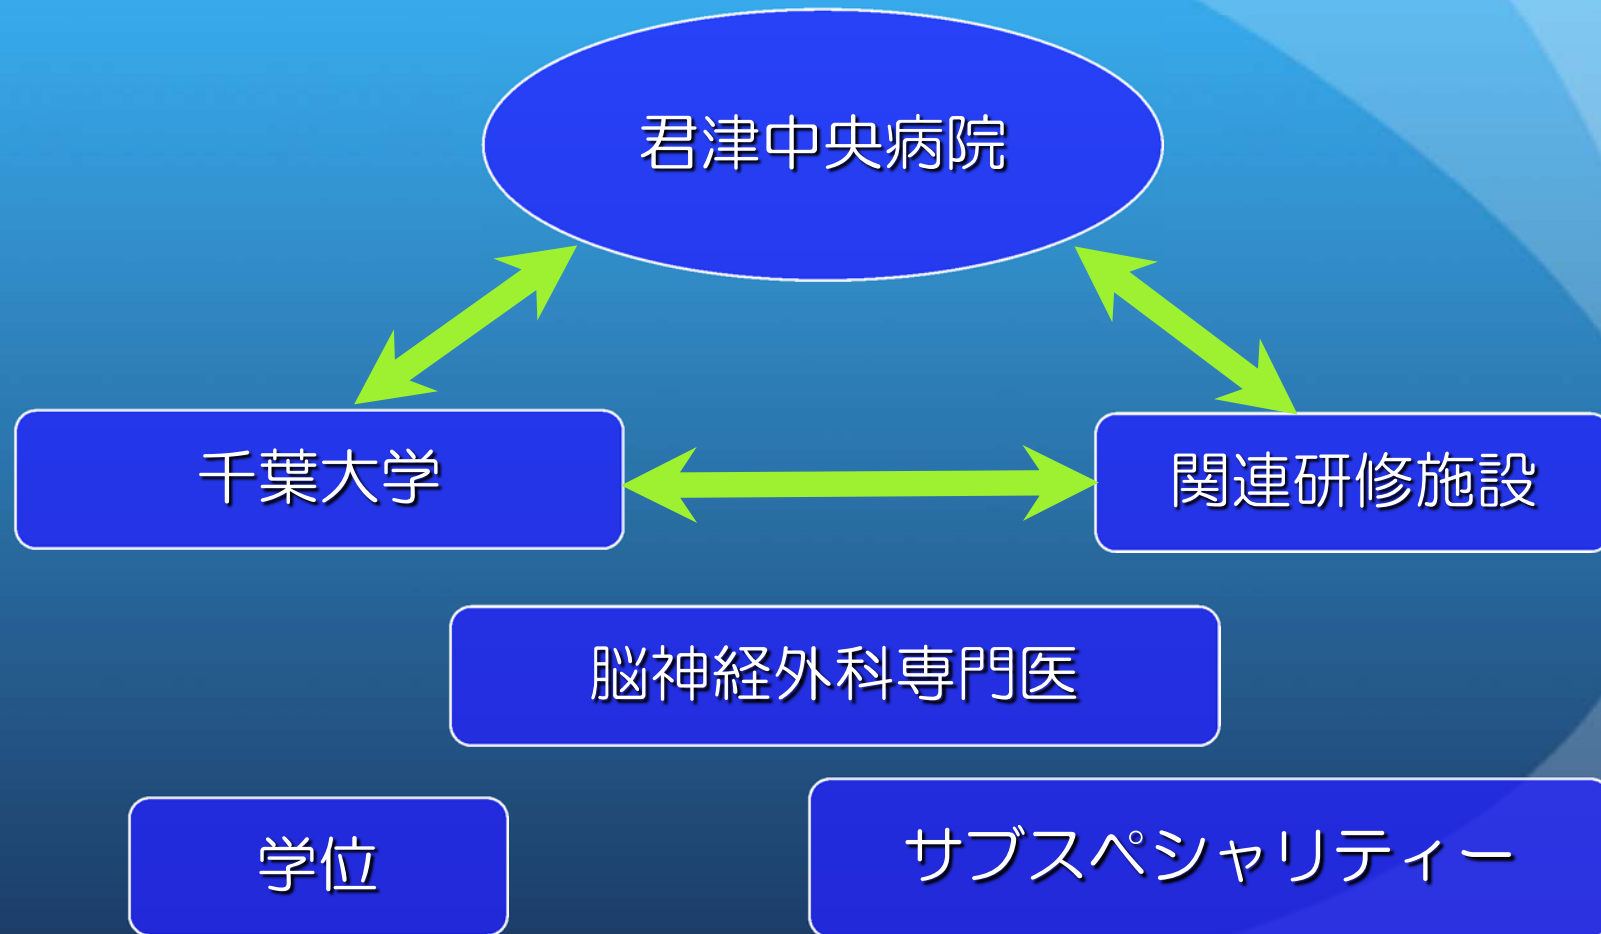 君津中央病院
千葉大学
関連研修施設
脳神経外科専門医
学位
サブスペシャリティー